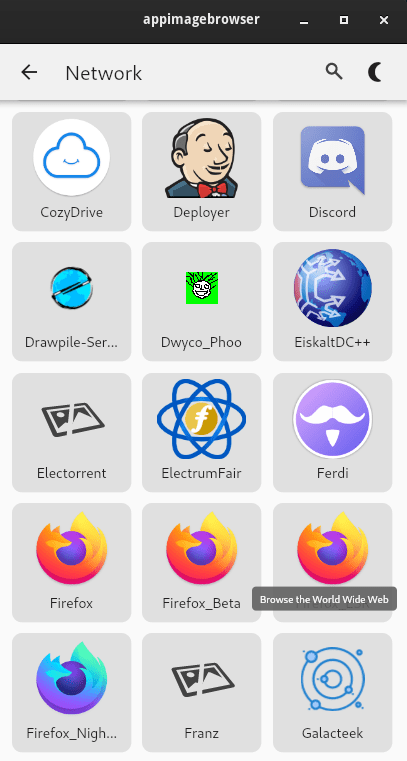 appimagebrowser
Network
CozyDrive
Deployer
Discord
Drawpile-Ser...
Dwyco_Phoo
EiskaltDC++
Electorrent
ElectrumFair
Ferdi
Firefox
Firefox_Beta
Browse the World Wide Web
Firefox_Nigh...
Franz
Galacteek